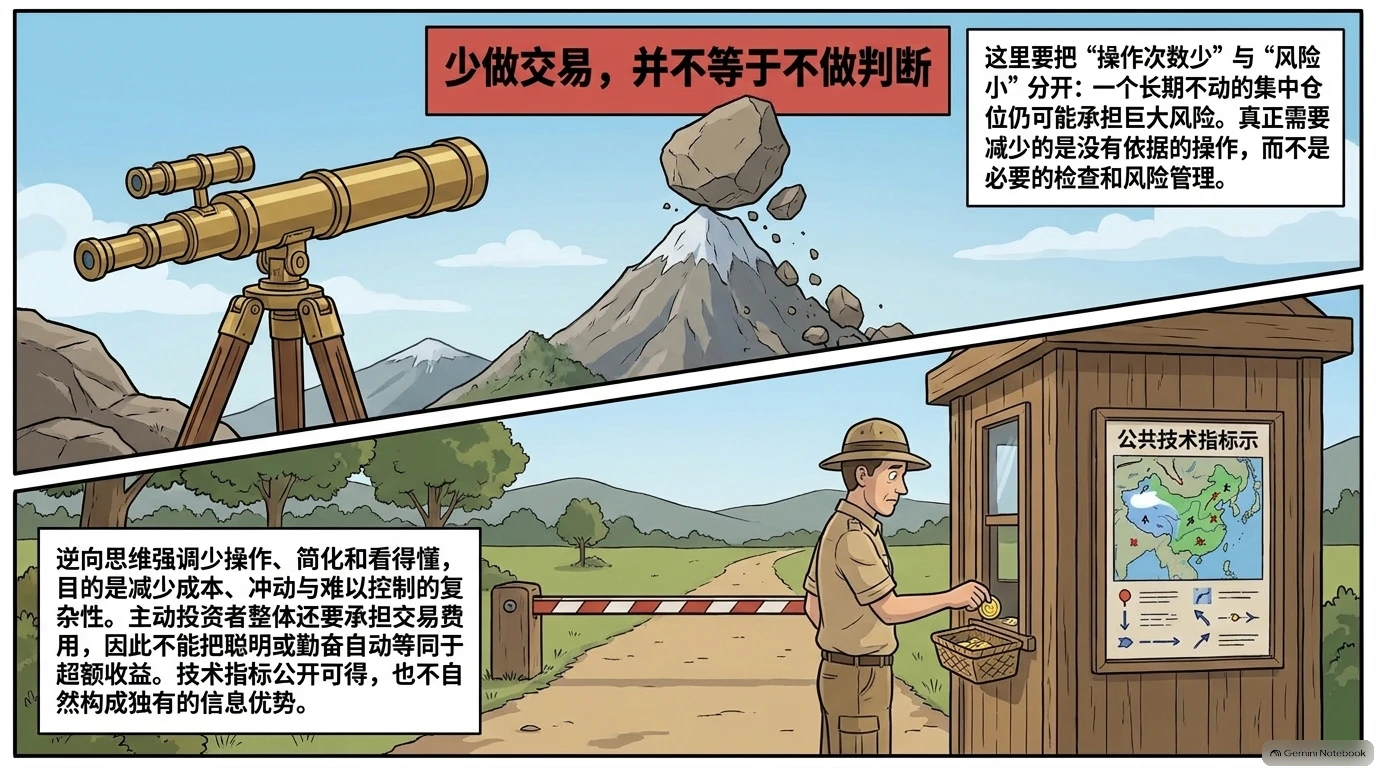 少做交易，并不等于不做判断
这里要把“操作次数少”与“风险
小”分开：一个长期不动的集中仓
位仍可能承担巨大风险。真正需要
减少的是没有依据的操作，而不是
必要的检查和风险管理。
逆向思维强调少操作、简化和看得懂，
目的是减少成本、冲动与难以控制的复
杂性。主动投资者整体还要承担交易费
用，因此不能把聪明或勤奋自动等同于
超额收益。技术指标公开可得，也不自
然构成独有的信息优势。
公共技术指标示
Gemini Notebook